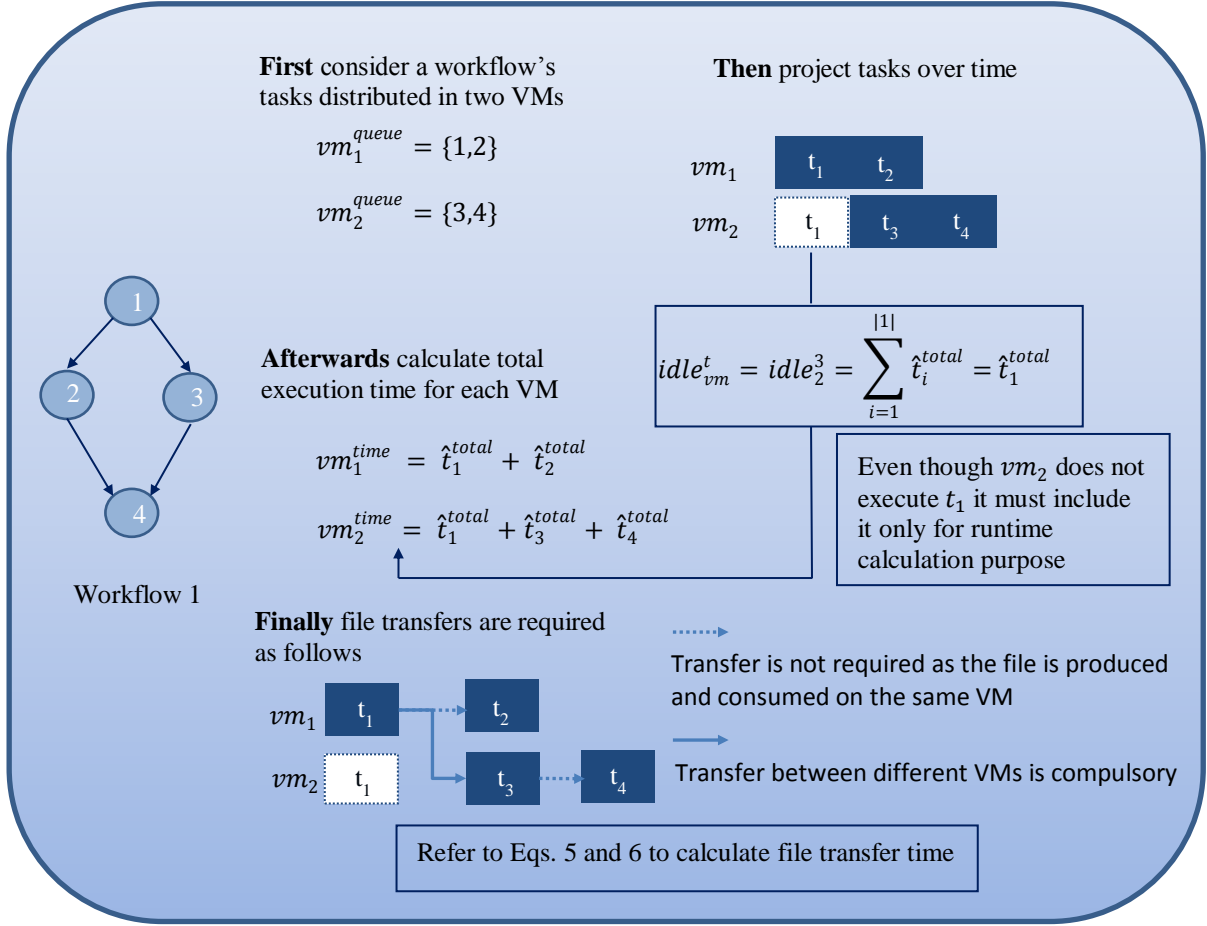 First consider a workflow's
tasks distributed in two VMs
vm₁^queue = {1,2}
vm₂^queue = {3,4}
Then project tasks over time
vm₁ t₁ t₂
vm₂ t₁ t₃ t₄
idle_vm^t = idle₂³ = ∑_{i=1}^{|1|} t̂_i^total = t̂₁^total
Even though vm₂ does not
execute t₁ it must include
it only for runtime
calculation purpose
1
2 3
4
Workflow 1
Afterwards calculate total
execution time for each VM
vm₁^time = t̂₁^total + t̂₂^total
vm₂^time = t̂₁^total + t̂₃^total + t̂₄^total
Finally file transfers are required
as follows
vm₁ t₁ t₂
vm₂ t₁ t₃ t₄
Transfer is not required as the file is produced
and consumed on the same VM
Transfer between different VMs is compulsory
Refer to Eqs. 5 and 6 to calculate file transfer time